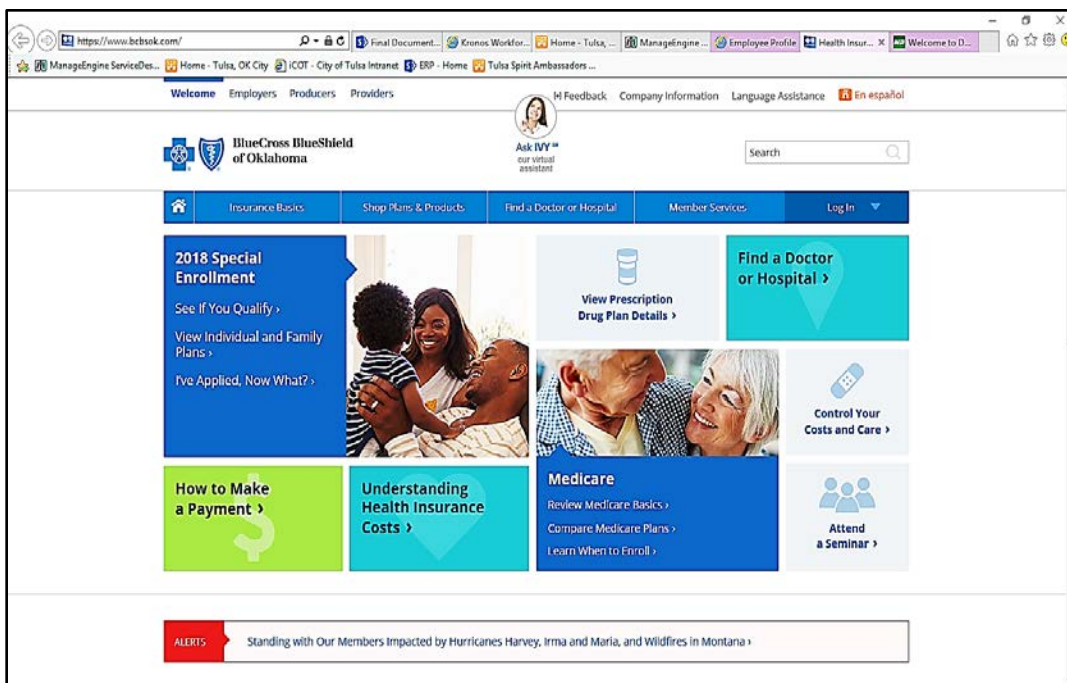 https://www.bcbsok.com/
Final Document...
Kronos Workfor...
Home - Tulsa, ...
ManageEngine ...
Employee Profile
Health Insur... X
Welcome to D...
ManageEngine ServiceDes...
Home - Tulsa, OK City
iCOT - City of Tulsa Intranet
ERP - Home
Tulsa Spirit Ambassadors ...
Welcome Employers Producers Providers
[+] Feedback Company Information Language Assistance En español
BlueCross BlueShield
of Oklahoma
Ask IVY SM
our virtual
assistant
Search
Insurance Basics Shop Plans & Products Find a Doctor or Hospital Member Services Log In
2018 Special
Enrollment
See If You Qualify ›
View Individual and Family
Plans ›
I've Applied, Now What? ›
View Prescription
Drug Plan Details ›
Find a Doctor
or Hospital ›
Control Your
Costs and Care ›
How to Make
a Payment ›
Understanding
Health Insurance
Costs ›
Medicare
Review Medicare Basics ›
Compare Medicare Plans ›
Learn When to Enroll ›
Attend
a Seminar ›
ALERTS
Standing with Our Members Impacted by Hurricanes Harvey, Irma and Maria, and Wildfires in Montana ›